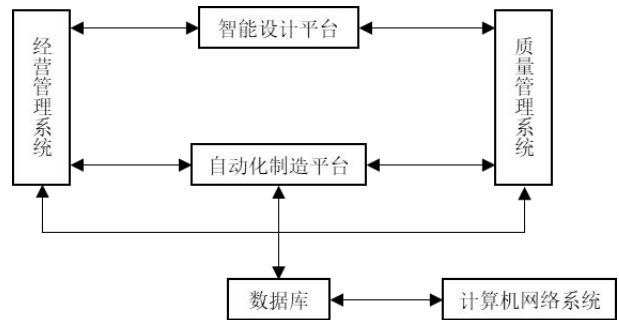 智能设计平台
经营管理系统
质量管理系统
自动化制造平台
数据库
计算机网络系统